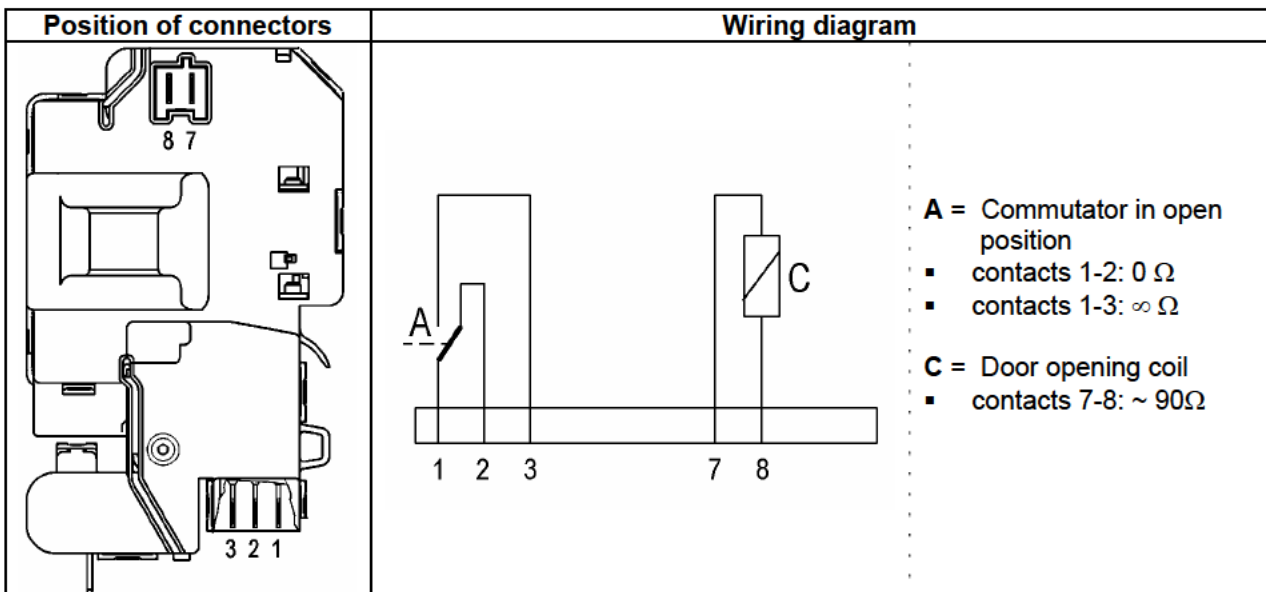 Position of connectors
Wiring diagram
8 7
3 2 1
A
C
1 2 3 7 8
A = Commutator in open
position
▪ contacts 1-2: 0 Ω
▪ contacts 1-3: ∞ Ω
C = Door opening coil
▪ contacts 7-8: ~ 90Ω